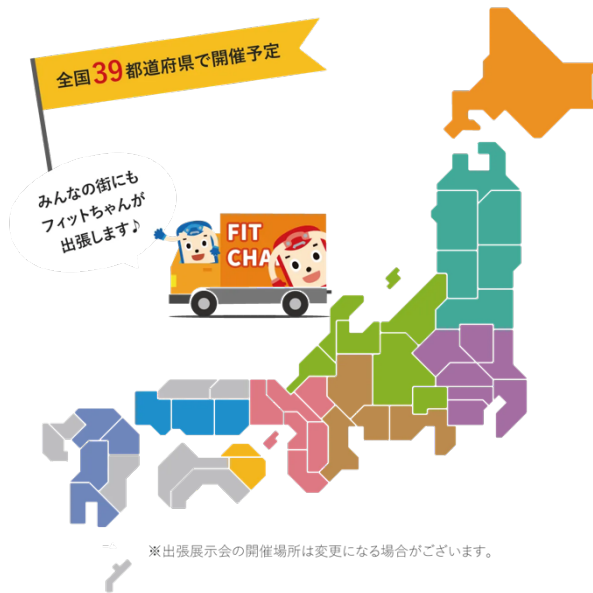 全国39都道府県で開催予定
みんなの街にも
フィットちゃんが
出張します♪
FIT
CHA
※出張展示会の開催場所は変更になる場合がございます。